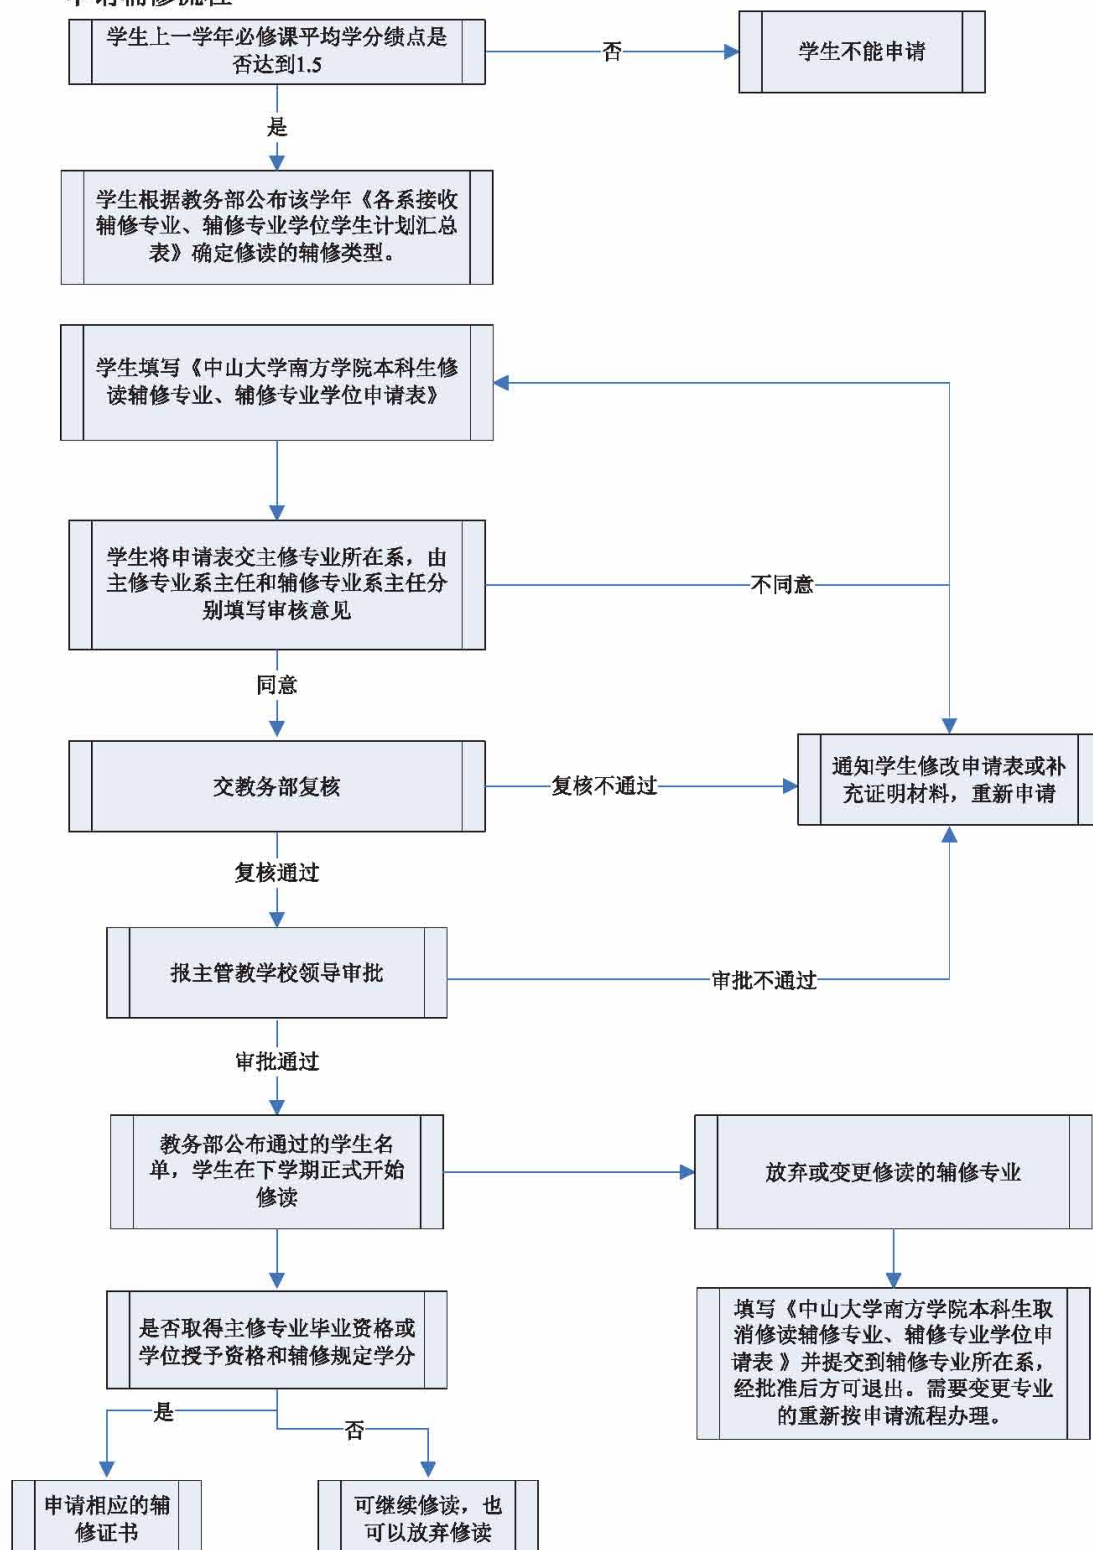 申请辅修流程
学生上一学年必修课平均学分绩点是
否达到1.5
否
学生不能申请
是
学生根据教务部公布该学年《各系接收
辅修专业、辅修专业学位学生计划汇总
表》确定修读的辅修类型。
学生填写《中山大学南方学院本科生修
读辅修专业、辅修专业学位申请表》
学生将申请表交主修专业所在系，由
主修专业系主任和辅修专业系主任分
别填写审核意见
不同意
同意
交教务部复核
复核不通过
通知学生修改申请表或补
充证明材料，重新申请
复核通过
报主管教学校领导审批
审批不通过
审批通过
教务部公布通过的学生名
单，学生在下学期正式开始
修读
放弃或变更修读的辅修专业
是否取得主修专业毕业资格或
学位授予资格和辅修规定学分
填写《中山大学南方学院本科生取
消修读辅修专业、辅修专业学位申
请表 》并提交到辅修专业所在系，
经批准后方可退出。需要变更专业
的重新按申请流程办理。
是
否
申请相应的辅
修证书
可继续修读，也
可以放弃修读